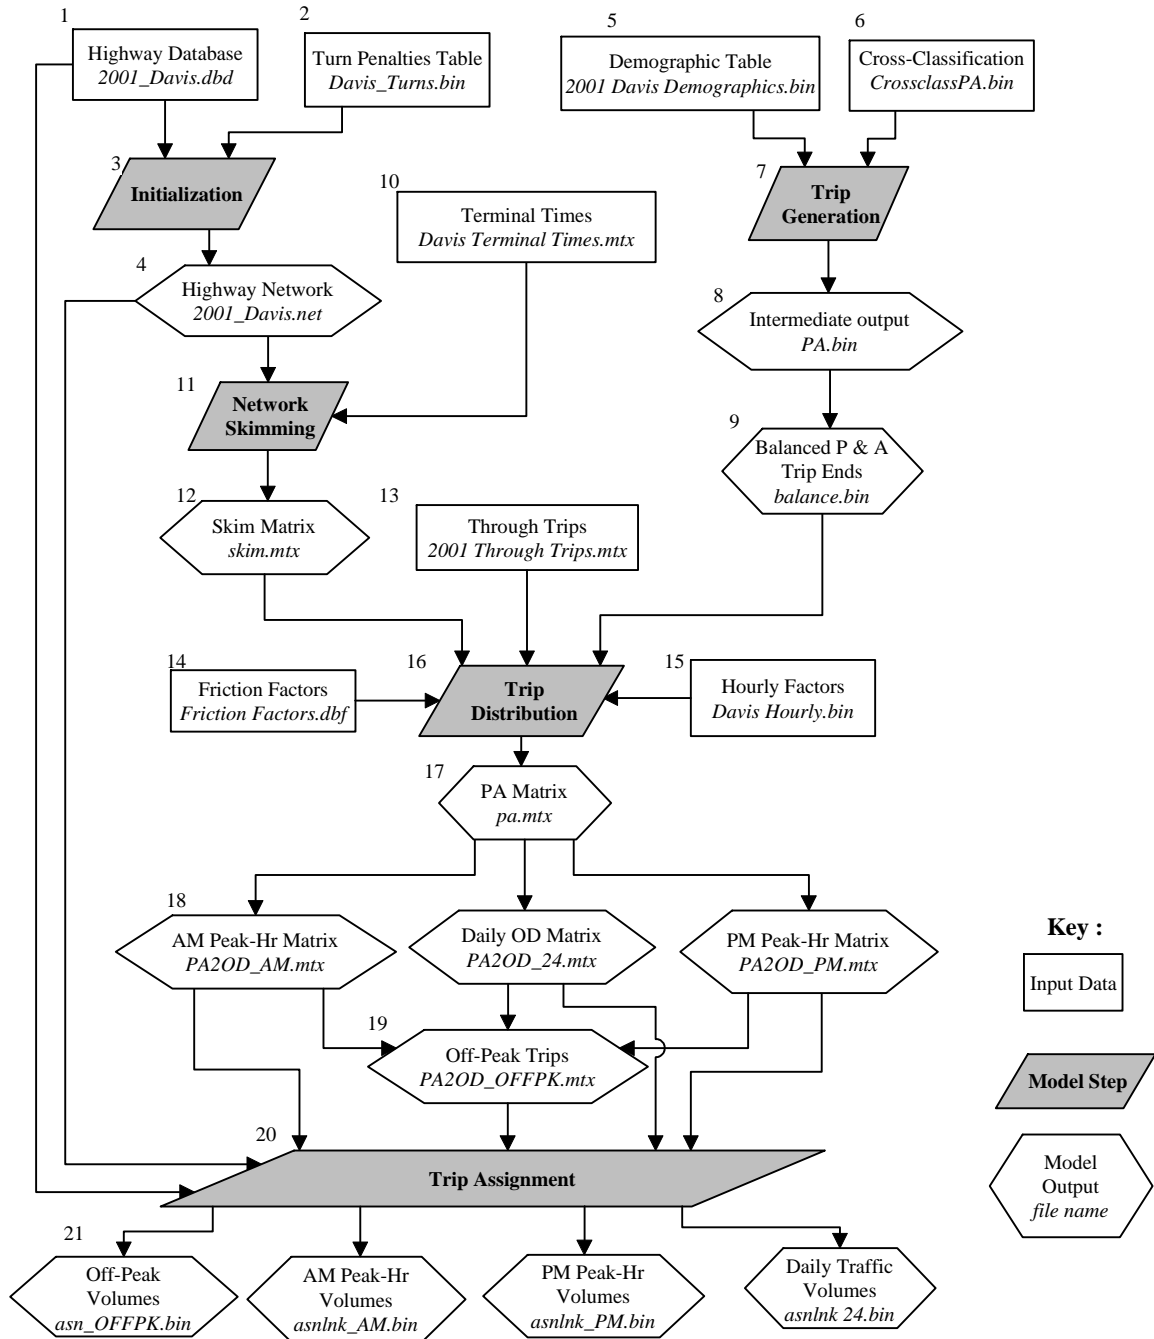 1
Highway Database
2001_Davis.dbd
2
Turn Penalties Table
Davis_Turns.bin
5
Demographic Table
2001 Davis Demographics.bin
6
Cross-Classification
CrossclassPA.bin
3
Initialization
10
Terminal Times
Davis Terminal Times.mtx
7
Trip
Generation
4
Highway Network
2001_Davis.net
8
Intermediate output
PA.bin
11
Network
Skimming
9
Balanced P & A
Trip Ends
balance.bin
12
Skim Matrix
skim.mtx
13
Through Trips
2001 Through Trips.mtx
14
Friction Factors
Friction Factors.dbf
16
Trip
Distribution
15
Hourly Factors
Davis Hourly.bin
17
PA Matrix
pa.mtx
18
AM Peak-Hr Matrix
PA2OD_AM.mtx
Daily OD Matrix
PA2OD_24.mtx
PM Peak-Hr Matrix
PA2OD_PM.mtx
19
Off-Peak Trips
PA2OD_OFFPK.mtx
20
Trip Assignment
21
Off-Peak
Volumes
asn_OFFPK.bin
AM Peak-Hr
Volumes
asnlnk_AM.bin
PM Peak-Hr
Volumes
asnlnk_PM.bin
Daily Traffic
Volumes
asnlnk 24.bin
Key :
Input Data
Model Step
Model
Output
file name